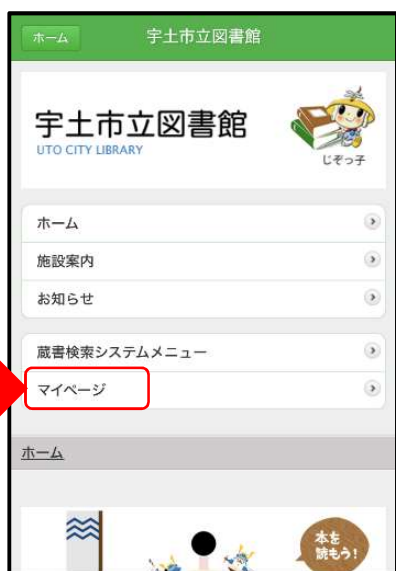 ホーム 宇土市立図書館
宇土市立図書館
UTO CITY LIBRARY
じぞっ子
ホーム
施設案内
お知らせ
蔵書検索システムメニュー
マイページ
ホーム
本を
読もう!